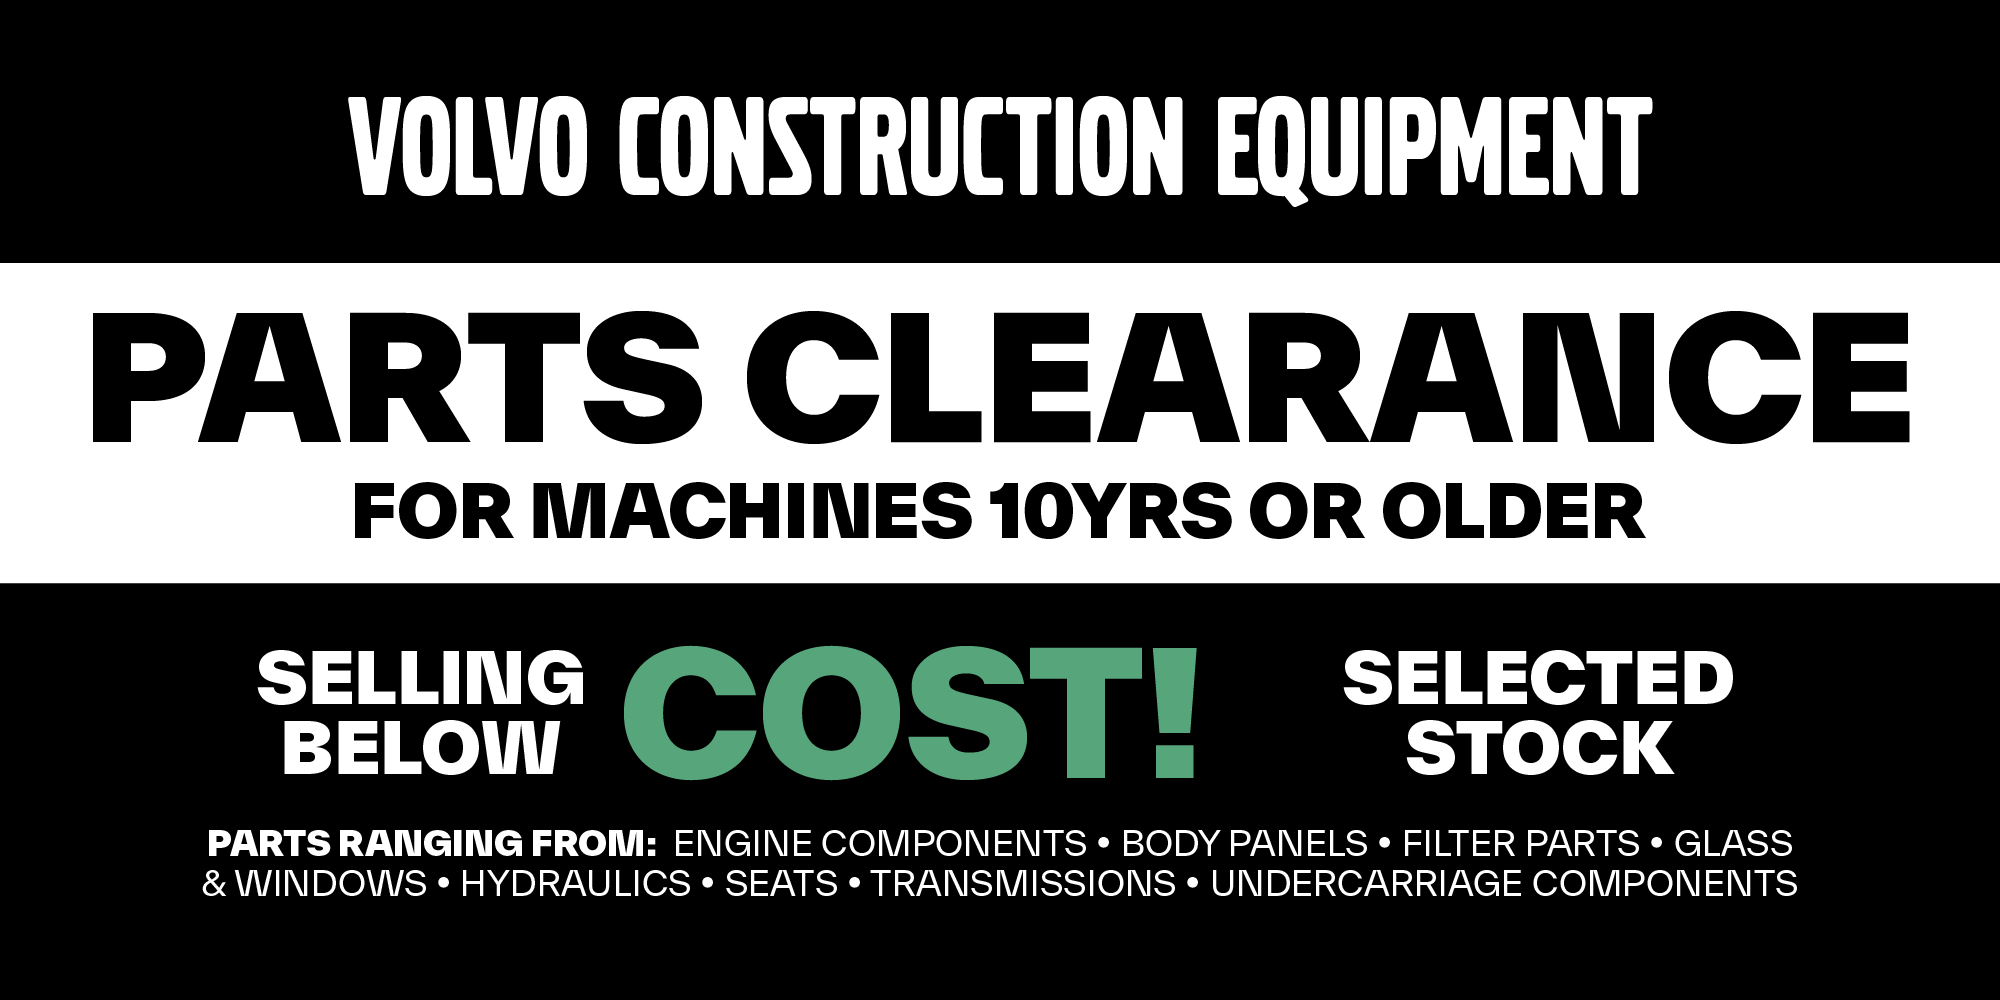 VOLVO CONSTRUCTION EQUIPMENT
PARTS CLEARANCE
FOR MACHINES 10YRS OR OLDER
SELLING
BELOW
COST!
SELECTED
STOCK
PARTS RANGING FROM: ENGINE COMPONENTS • BODY PANELS • FILTER PARTS • GLASS
& WINDOWS • HYDRAULICS • SEATS • TRANSMISSIONS • UNDERCARRIAGE COMPONENTS